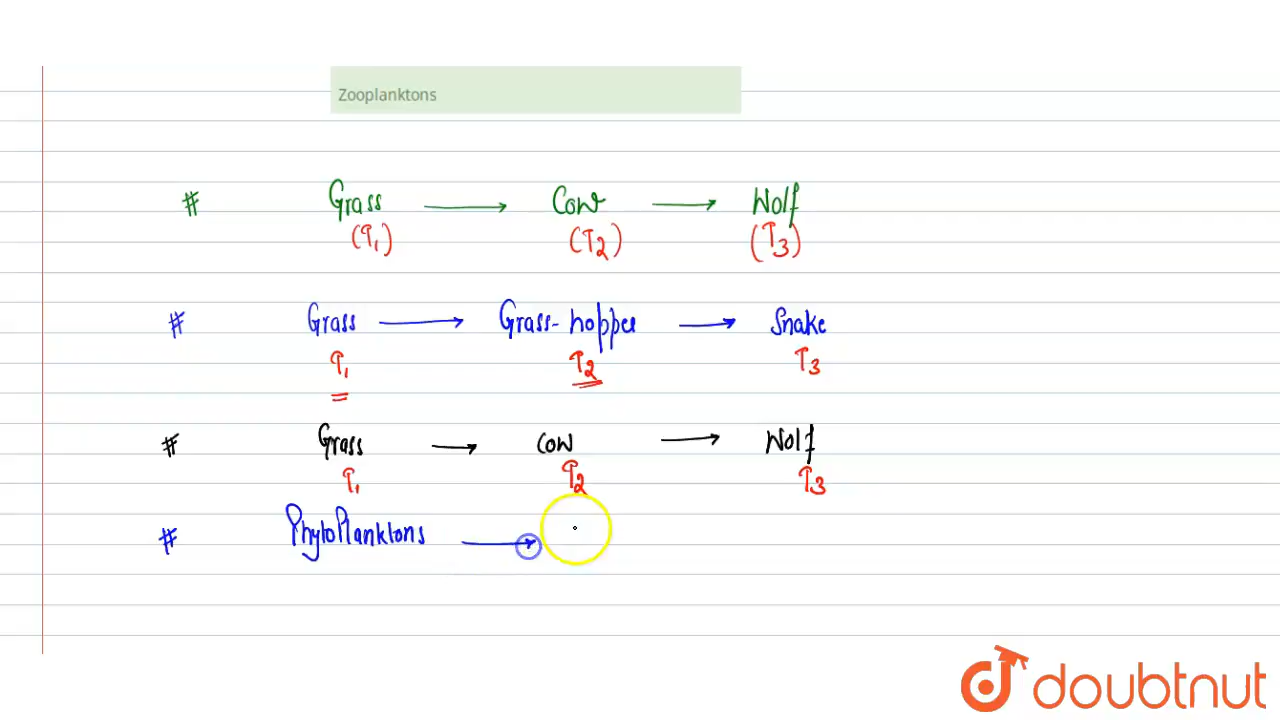 Zooplanktons
# Grass → Cow → Wolf
(T1) (T2) (T3)
# Grass → Grass-hopper → Snake
T1 T2 T3
# Grass → Cow → Wolf
T1 T2 T3
# PhytoPlanktons →
doubtnut